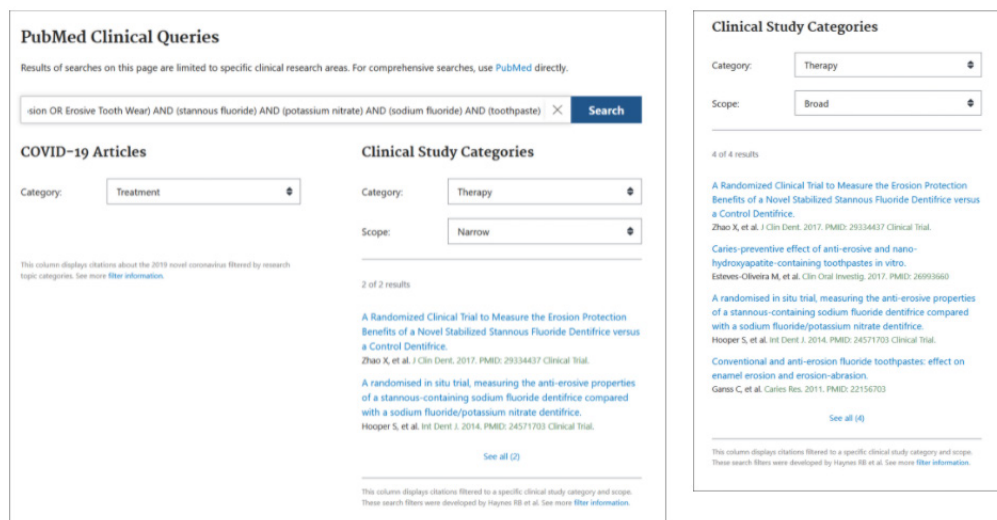 PubMed Clinical Queries
Results of searches on this page are limited to specific clinical research areas. For comprehensive searches, use PubMed directly.
sion OR Erosive Tooth Wear) AND (stannous fluoride) AND (potassium nitrate) AND (sodium fluoride) AND (toothpaste)
Search
COVID-19 Articles
Category:
Treatment
This column displays citations about the 2019 novel coronavirus filtered by research
topic categories. See more filter information.
Clinical Study Categories
Category:
Therapy
Scope:
Narrow
2 of 2 results
A Randomized Clinical Trial to Measure the Erosion Protection
Benefits of a Novel Stabilized Stannous Fluoride Dentifrice versus
a Control Dentifrice.
Zhao X, et al. J Clin Dent. 2017. PMID: 29334437 Clinical Trial.
A randomised in situ trial, measuring the anti-erosive properties
of a stannous-containing sodium fluoride dentifrice compared
with a sodium fluoride/potassium nitrate dentifrice.
Hooper S, et al. Int Dent J. 2014. PMID: 24571703 Clinical Trial.
See all (2)
This column displays citations filtered to a specific clinical study category and scope.
These search filters were developed by Haynes RB et al. See more filter information.
Clinical Study Categories
Category:
Therapy
Scope:
Broad
4 of 4 results
A Randomized Clinical Trial to Measure the Erosion Protection
Benefits of a Novel Stabilized Stannous Fluoride Dentifrice versus
a Control Dentifrice.
Zhao X, et al. J Clin Dent. 2017. PMID: 29334437 Clinical Trial.
Caries-preventive effect of anti-erosive and nano-
hydroxyapatite-containing toothpastes in vitro.
Esteves-Oliveira M, et al. Clin Oral Investig. 2017. PMID: 26993660
A randomised in situ trial, measuring the anti-erosive properties
of a stannous-containing sodium fluoride dentifrice compared
with a sodium fluoride/potassium nitrate dentifrice.
Hooper S, et al. Int Dent J. 2014. PMID: 24571703 Clinical Trial.
Conventional and anti-erosion fluoride toothpastes: effect on
enamel erosion and erosion-abrasion.
Ganss C, et al. Caries Res. 2011. PMID: 22156703
See all (4)
This column displays citations filtered to a specific clinical study category and scope.
These search filters were developed by Haynes RB et al. See more filter information.